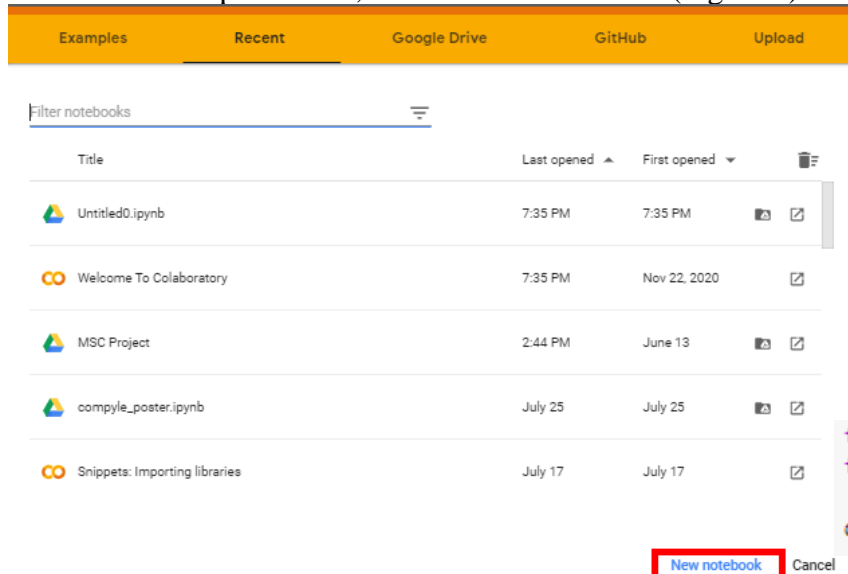 Examples Recent Google Drive GitHub Upload
Filter notebooks
Title Last opened First opened
Untitled0.ipynb 7:35 PM 7:35 PM
Welcome To Colaboratory 7:35 PM Nov 22, 2020
MSC Project 2:44 PM June 13
compyle_poster.ipynb July 25 July 25
Snippets: Importing libraries July 17 July 17
New notebook Cancel